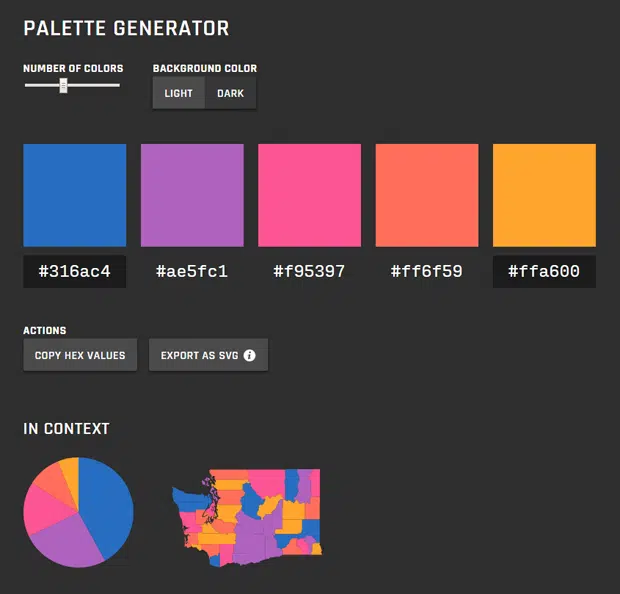 PALETTE GENERATOR
NUMBER OF COLORS
BACKGROUND COLOR
LIGHT
DARK
#316ac4
#ae5fc1
#f95397
#ff6f59
#ffa600
ACTIONS
COPY HEX VALUES
EXPORT AS SVG i
IN CONTEXT